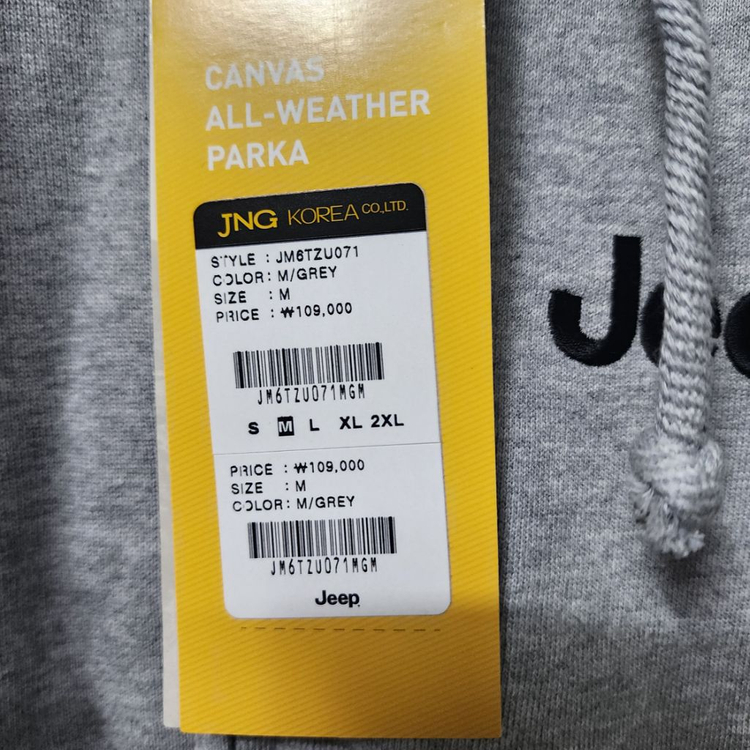 CANVAS
ALL-WEATHER
PARKA
JNG KOREA CO.,LTD.
STYLE : JM6TZU071
COLOR : M/GREY
SIZE : M
PRICE : ₩109,000
JM6TZU071MGM
S M L XL 2XL
PRICE : ₩109,000
SIZE : M
COLOR : M/GREY
JM6TZU071MGM
Jeep